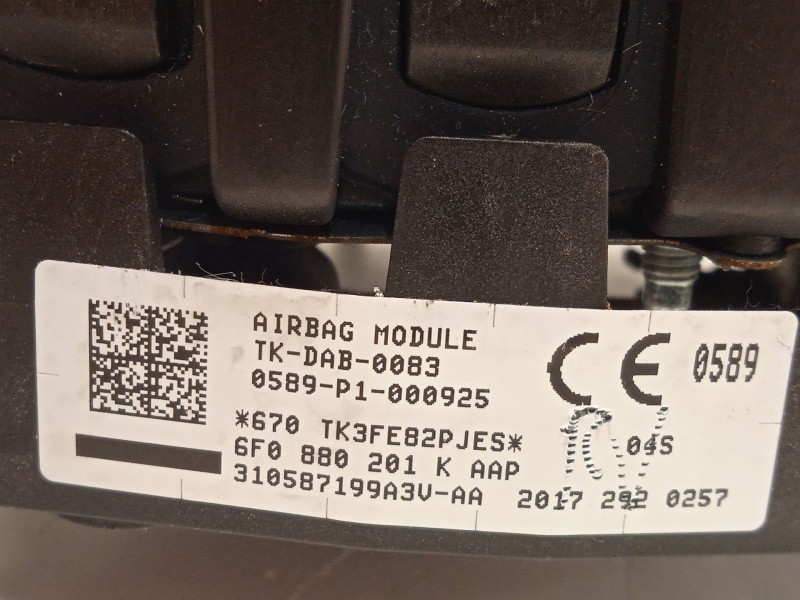 AIRBAG MODULE
TK-DAB-0083
0589-P1-000925
CE 0589
*670 TK3FE82PJES*
04S
6F0 880 201 K AAP
310587199A3V-AA 2017 292 0257